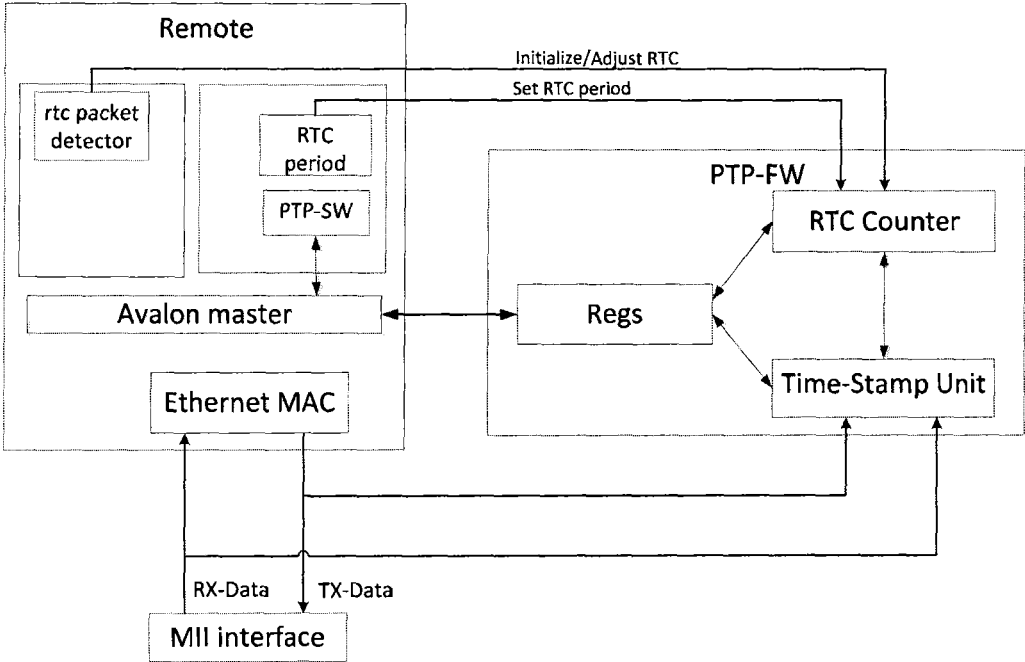 Remote
Initialize/Adjust RTC
Set RTC period
rtc packet
detector
RTC
period
PTP-SW
PTP-FW
RTC Counter
Avalon master
Regs
Time-Stamp Unit
Ethernet MAC
RX-Data
TX-Data
MII interface